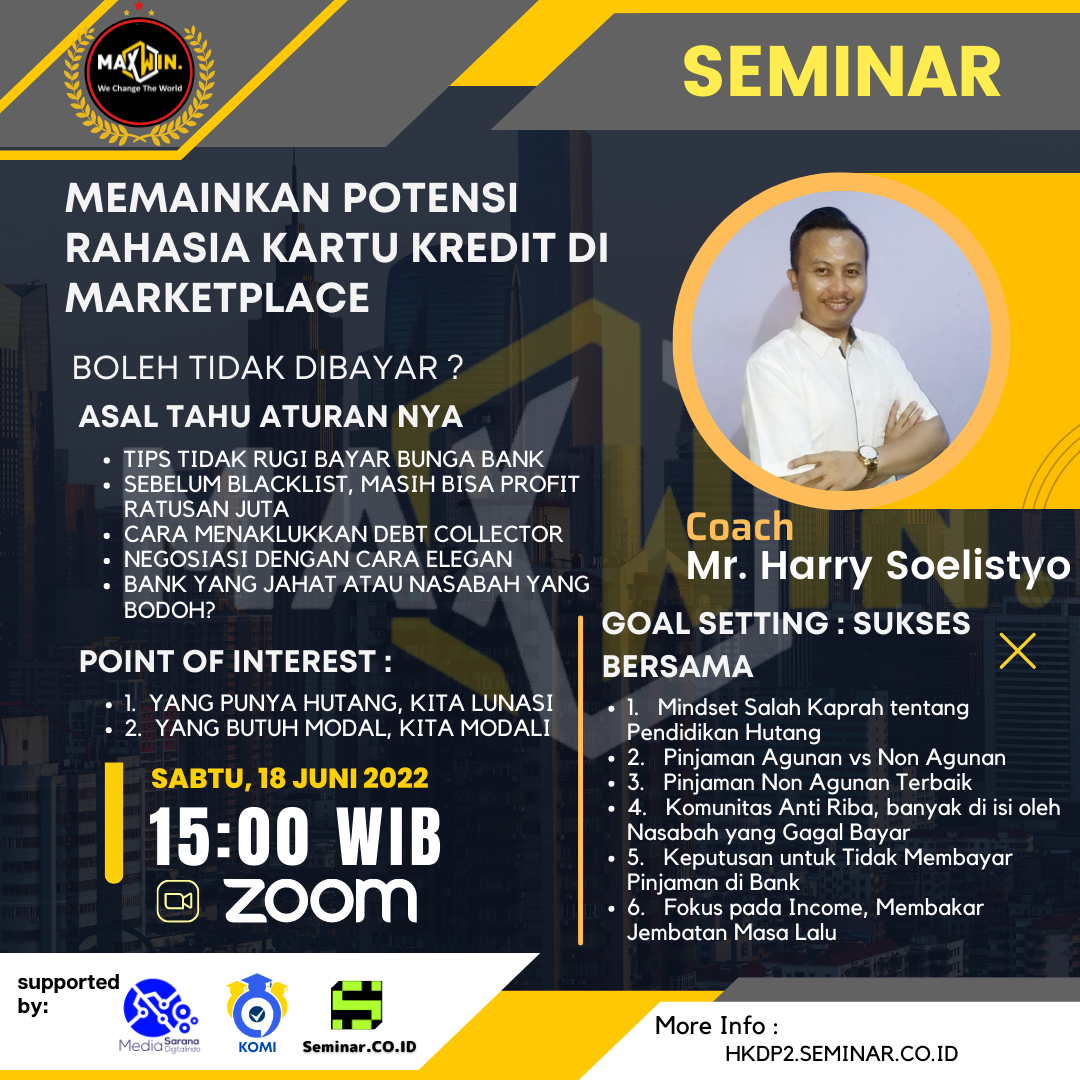 MAXWIN.
We Change The World
SEMINAR
MEMAINKAN POTENSI
RAHASIA KARTU KREDIT DI
MARKETPLACE
BOLEH TIDAK DIBAYAR ?
ASAL TAHU ATURAN NYA
• TIPS TIDAK RUGI BAYAR BUNGA BANK
• SEBELUM BLACKLIST, MASIH BISA PROFIT
RATUSAN JUTA
• CARA MENAKLUKKAN DEBT COLLECTOR
• NEGOSIASI DENGAN CARA ELEGAN
• BANK YANG JAHAT ATAU NASABAH YANG
BODOH?
POINT OF INTEREST :
• 1. YANG PUNYA HUTANG, KITA LUNASI
• 2. YANG BUTUH MODAL, KITA MODALI
SABTU, 18 JUNI 2022
15:00 WIB
zoom
Coach
Mr. Harry Soelistyo
GOAL SETTING : SUKSES
BERSAMA
• 1. Mindset Salah Kaprah tentang
Pendidikan Hutang
• 2. Pinjaman Agunan vs Non Agunan
• 3. Pinjaman Non Agunan Terbaik
• 4. Komunitas Anti Riba, banyak di isi oleh
Nasabah yang Gagal Bayar
• 5. Keputusan untuk Tidak Membayar
Pinjaman di Bank
• 6. Fokus pada Income, Membakar
Jembatan Masa Lalu
MAXWIN.
supported
by:
Media Sarana
Digitalindo
KOMI
Seminar.CO.ID
More Info :
HKDP2.SEMINAR.CO.ID